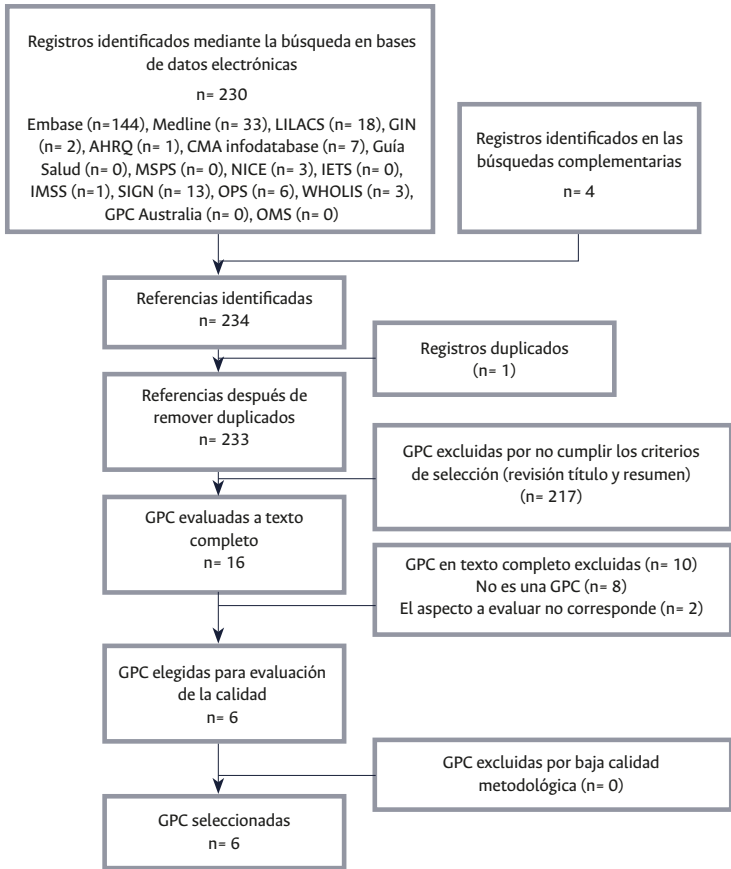 Registros identificados mediante la búsqueda en bases
de datos electrónicas
n= 230
Embase (n=144), Medline (n= 33), LILACS (n= 18), GIN
(n= 2), AHRQ (n= 1), CMA infodatabase (n= 7), Guía
Salud (n= 0), MSPS (n= 0), NICE (n= 3), IETS (n= 0),
IMSS (n=1), SIGN (n= 13), OPS (n= 6), WHOLIS (n= 3),
GPC Australia (n= 0), OMS (n= 0)
Registros identificados en las
búsquedas complementarias
n= 4
Referencias identificadas
n= 234
Registros duplicados
(n= 1)
Referencias después de
remover duplicados
n= 233
GPC excluidas por no cumplir los criterios
de selección (revisión título y resumen)
(n= 217)
GPC evaluadas a texto
completo
n= 16
GPC en texto completo excluidas (n= 10)
No es una GPC (n= 8)
El aspecto a evaluar no corresponde (n= 2)
GPC elegidas para evaluación
de la calidad
n= 6
GPC excluidas por baja calidad
metodológica (n= 0)
GPC seleccionadas
n= 6